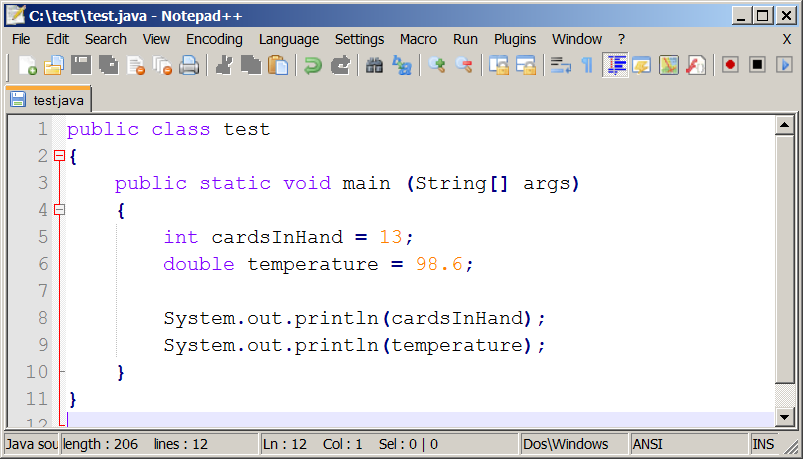 C:\test\test.java - Notepad++
File Edit Search View Encoding Language Settings Macro Run Plugins Window ? X
test.java
1 public class test
2 {
3     public static void main (String[] args)
4     {
5         int cardsInHand = 13;
6         double temperature = 98.6;
7
8         System.out.println(cardsInHand);
9         System.out.println(temperature);
10     }
11 }
12
Java sou length : 206 lines : 12 Ln : 12 Col : 1 Sel : 0 | 0 Dos\Windows ANSI INS